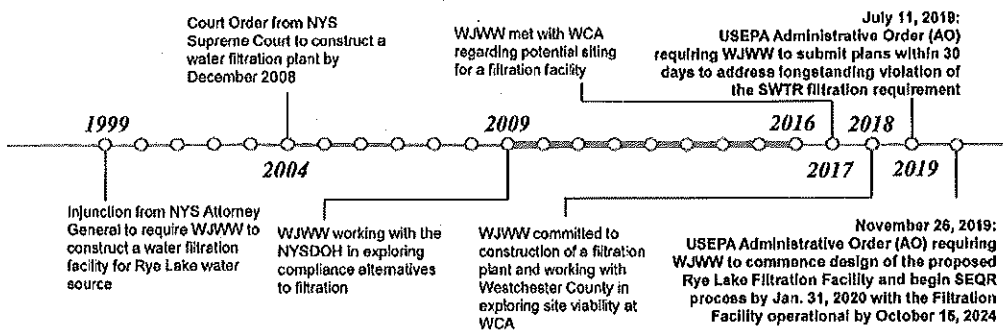 Court Order from NYS
Supreme Court to construct a
water filtration plant by
December 2008
WJWW met with WCA
regarding potential siting
for a filtration facility
July 11, 2019:
USEPA Administrative Order (AO)
requiring WJWW to submit plans within 30
days to address longstanding violation of
the SWTR filtration requirement
1999
2009
2016
2018
2004
2017
2019
Injunction from NYS Attorney
General to require WJWW to
construct a water filtration
facility for Rye Lake water
source
WJWW working with the
NYSDOH in exploring
compliance alternatives
to filtration
WJWW committed to
construction of a filtration
plant and working with
Westchester County in
exploring site viability at
WCA
November 26, 2019:
USEPA Administrative Order (AO) requiring
WJWW to commence design of the proposed
Rye Lake Filtration Facility and begin SEQR
process by Jan. 31, 2020 with the Filtration
Facility operational by October 15, 2024